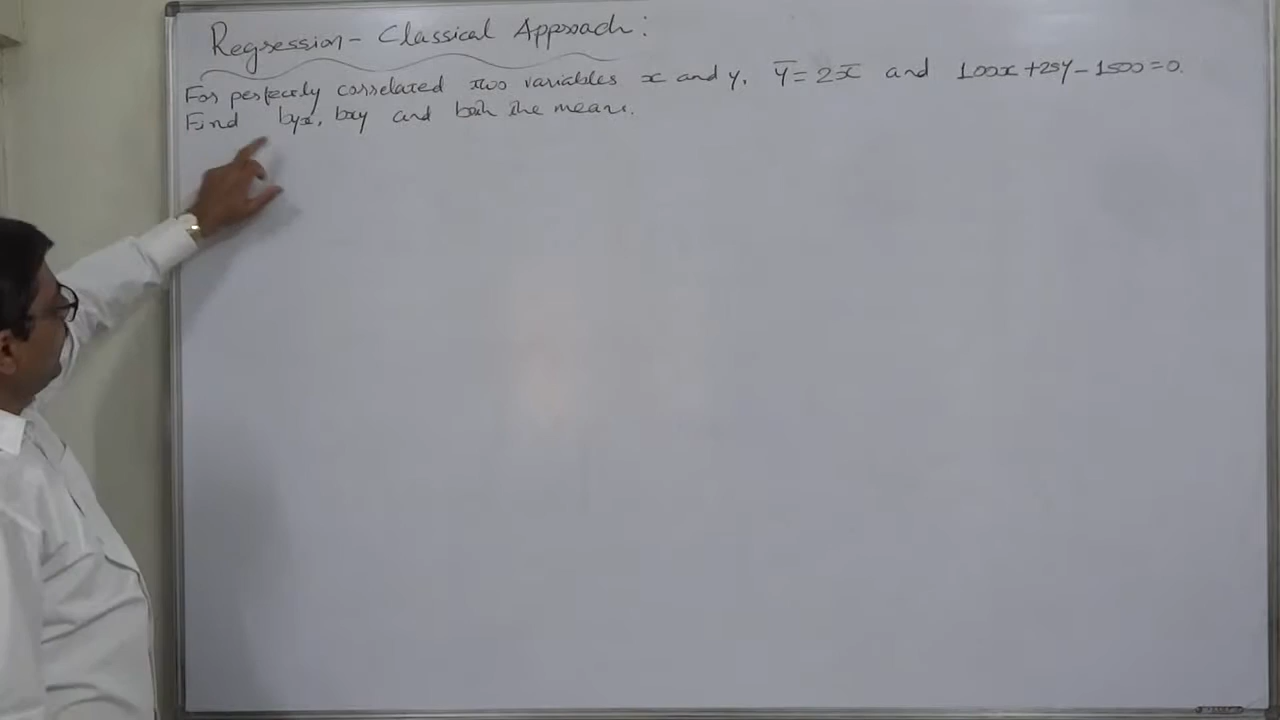 Regression - Classical Approach:
For perfectly correlated two variables x and y, ȳ = 2x̄ and 100x + 25y - 1500 = 0.
Find byx, bxy and both the means.